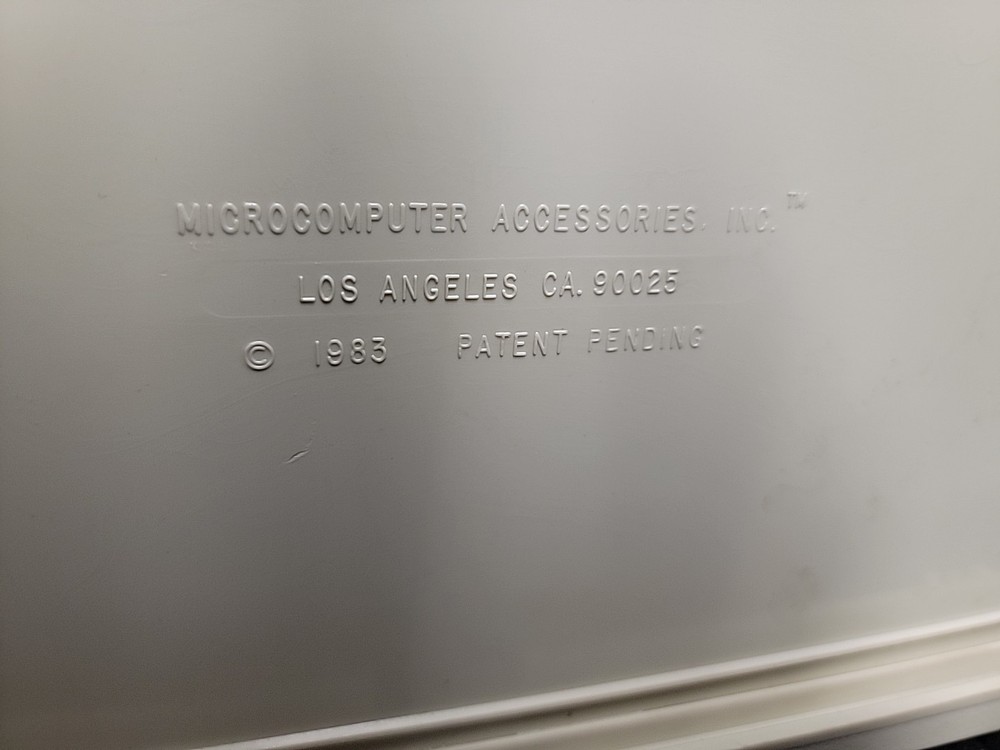 MICROCOMPUTER ACCESSORIES, INC.™
LOS ANGELES CA. 90025
© 1983 PATENT PENDING